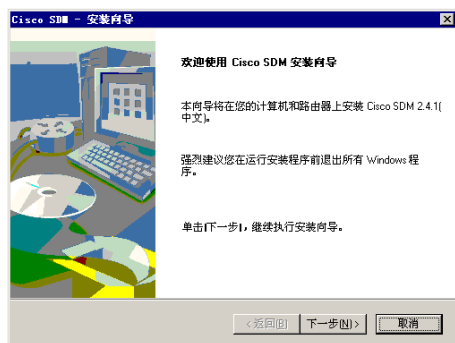 Cisco SDM - 安装向导
欢迎使用 Cisco SDM 安装向导
本向导将在您的计算机和路由器上安装 Cisco SDM 2.4.1(
中文)。
强烈建议您在运行安装程序前退出所有 Windows 程
序。
单击[下一步]，继续执行安装向导。
<返回(B) 下一步(N)> 取消